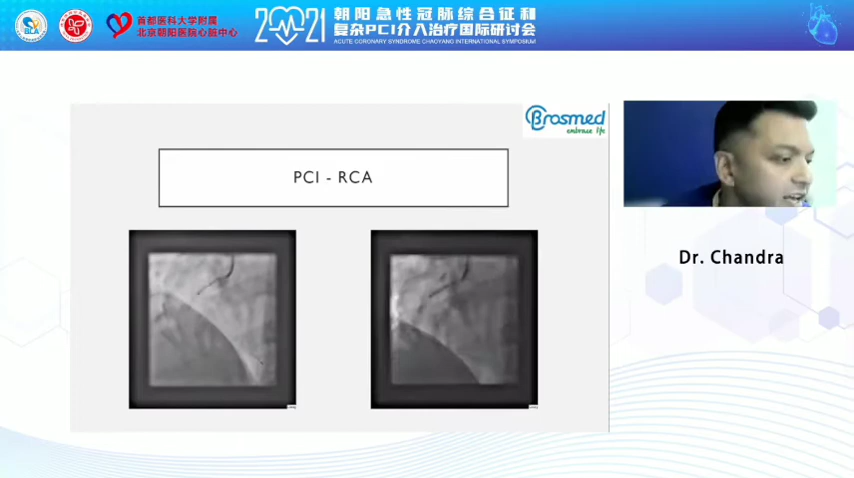 BLA
首都医科大学附属
北京朝阳医院心脏中心
2021
朝阳急性冠脉综合征和
复杂PCI介入治疗国际研讨会
ACUTE CORONARY SYNDROME CHAOYANG INTERNATIONAL SYMPOSIUM
Brosmed
embrace life
PCI - RCA
Dr. Chandra